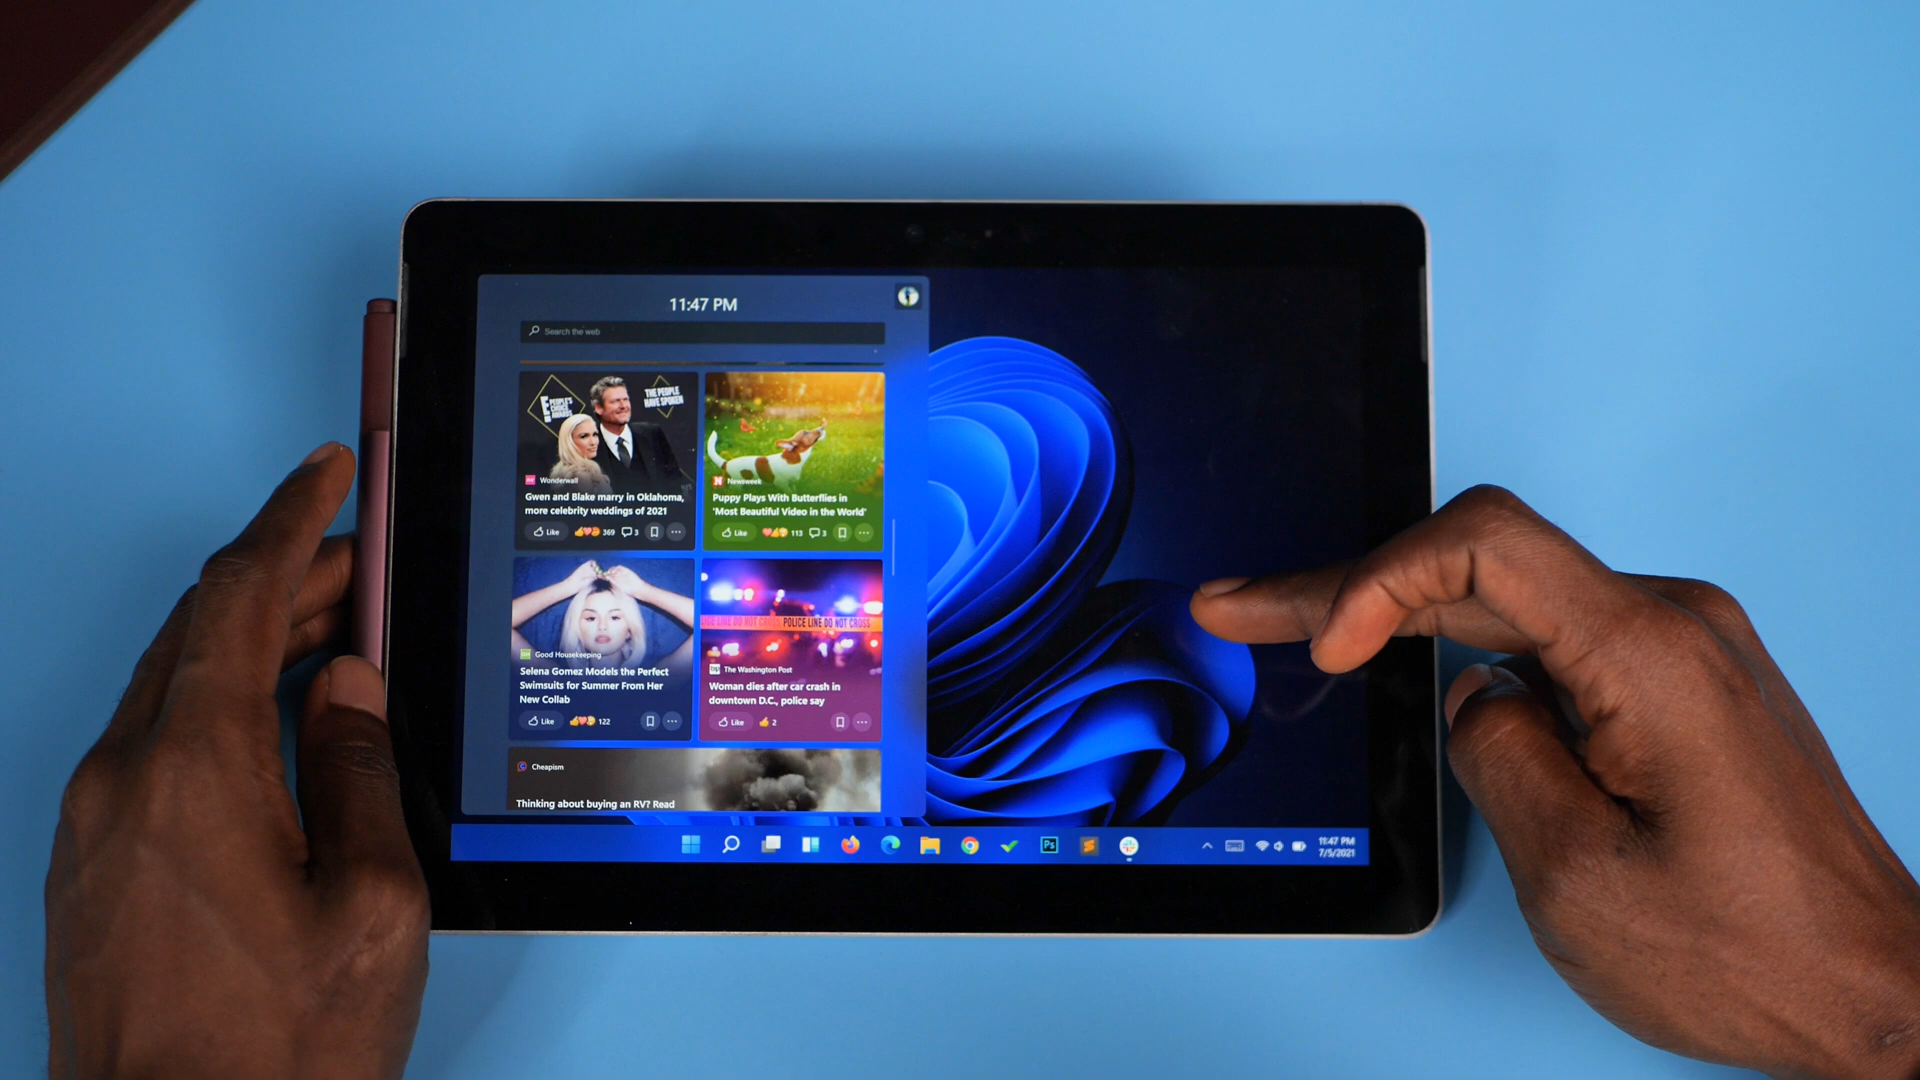 11:47 PM
Search the web
E PEOPLE'S
CHOICE
AWARDS
THE PEOPLE
HAVE SPOKEN
Wonderwall
Gwen and Blake marry in Oklahoma,
more celebrity weddings of 2021
Like 369 3
Newsweek
Puppy Plays With Butterflies in
'Most Beautiful Video in the World'
Like 113 3
Good Housekeeping
Selena Gomez Models the Perfect
Swimsuits for Summer From Her
New Collab
Like 122
POLICE LINE DO NOT CROSS
The Washington Post
Woman dies after car crash in
downtown D.C., police say
Like 2
Cheapism
Thinking about buying an RV? Read
Ps
11:47 PM
7/5/2021